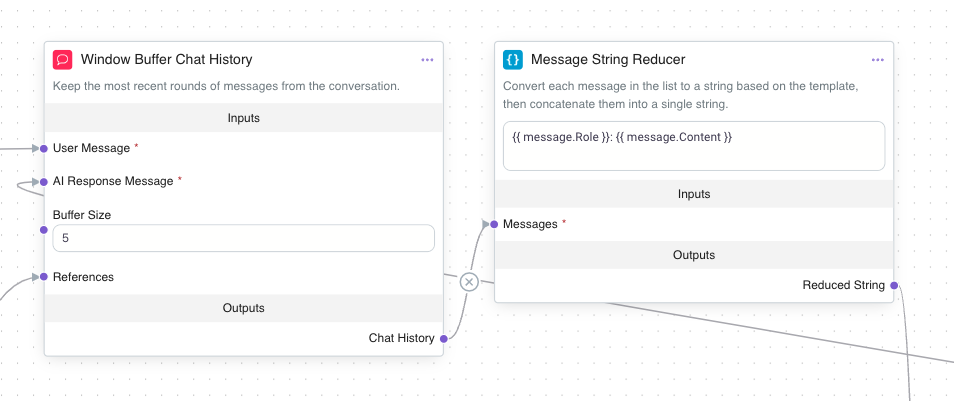 Window Buffer Chat History
Keep the most recent rounds of messages from the conversation.
Inputs
User Message *
AI Response Message *
Buffer Size
5
References
Outputs
Chat History
{} Message String Reducer
Convert each message in the list to a string based on the template,
then concatenate them into a single string.
{{ message.Role }}: {{ message.Content }}
Inputs
Messages *
Outputs
Reduced String